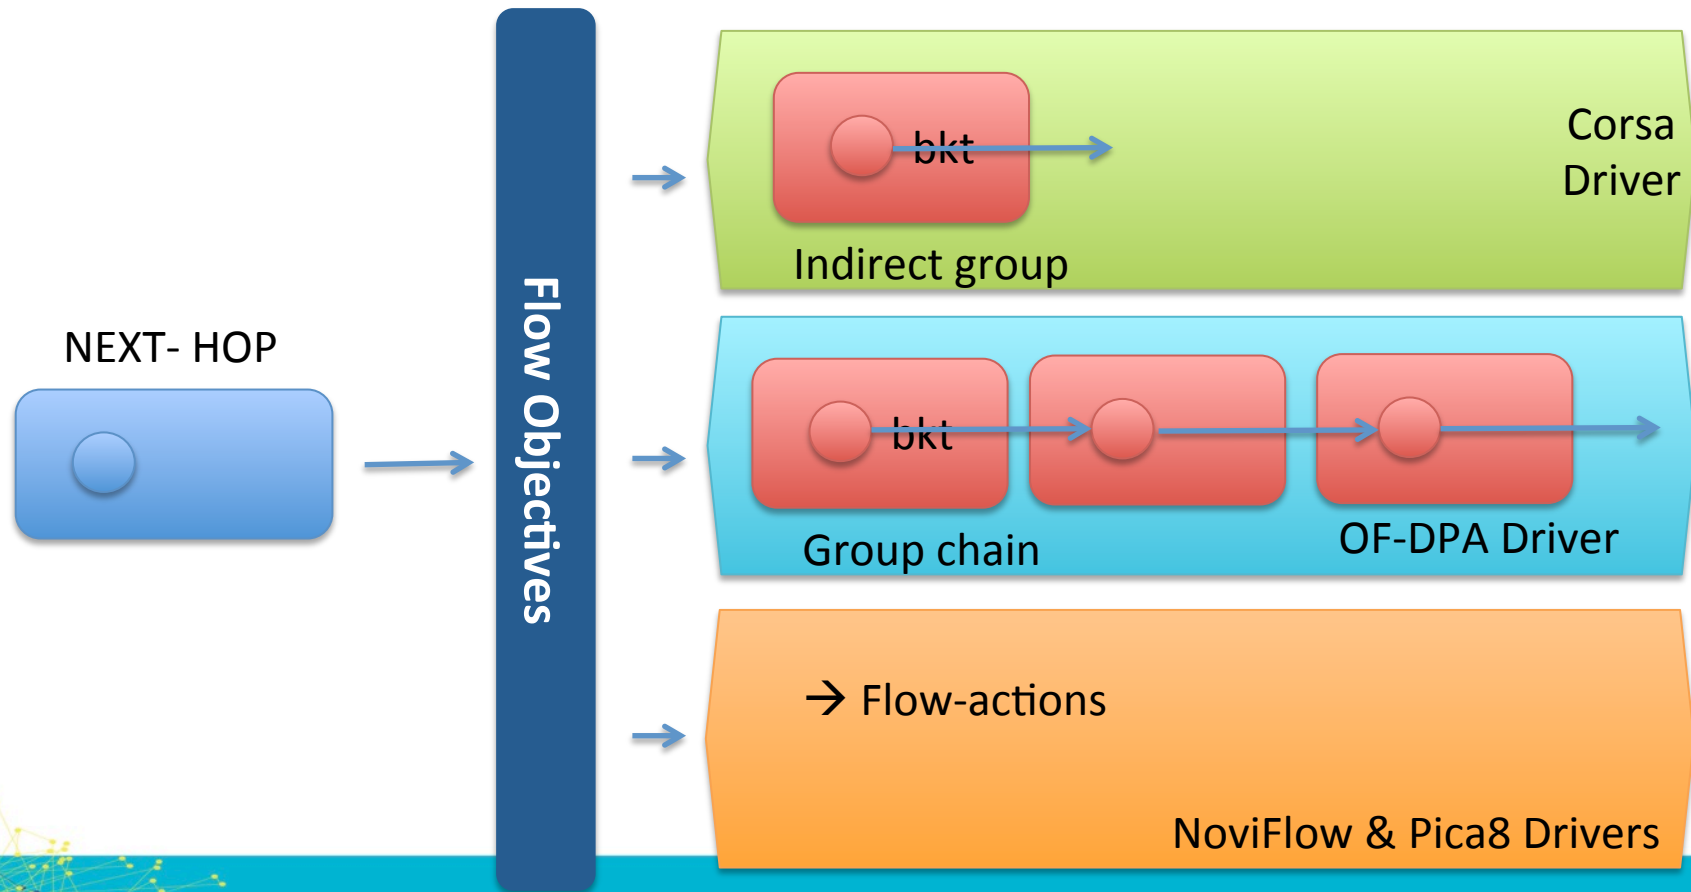 NEXT- HOP
Flow Objectives
bkt
Corsa
Driver
Indirect group
bkt
Group chain
OF-DPA Driver
→ Flow-actions
NoviFlow & Pica8 Drivers